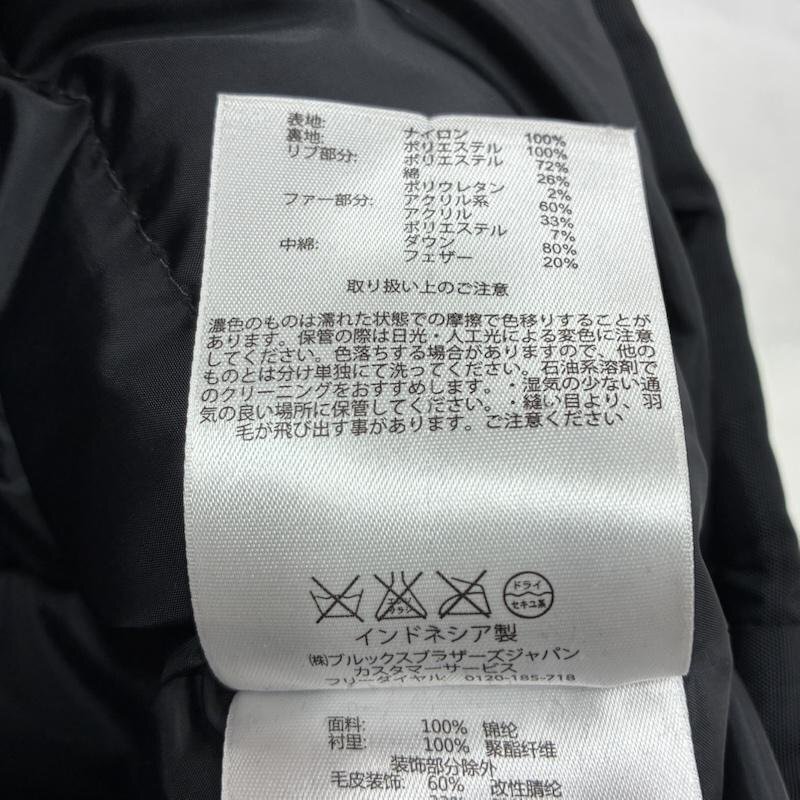 表地: ナイロン 100%
裏地: ポリエステル 100%
リブ部分: ポリエステル 72%
綿 26%
ポリウレタン 2%
ファー部分: アクリル系 60%
アクリル 33%
ポリエステル 7%
中綿: ダウン 80%
フェザー 20%
取り扱い上のご注意
濃色のものは濡れた状態での摩擦で色移りすることが
あります。保管の際は日光・人工光による変色に注意
してください。色落ちする場合がありますので、他の
ものとは分け単独にて洗ってください。石油系溶剤で
のクリーニングをおすすめします。・湿気の少ない通
気の良い場所に保管してください。・縫い目より、羽
毛が飛び出す事があります。ご注意ください
エンソ
サラシ
ドライ
セキユ系
インドネシア製
㈱ブルックスブラザーズジャパン
カスタマーサービス
フリーダイヤル 0120-185-718
面料: 100% 锦纶
衬里: 100% 聚酯纤维
装饰部分除外
毛皮装饰: 60% 改性腈纶